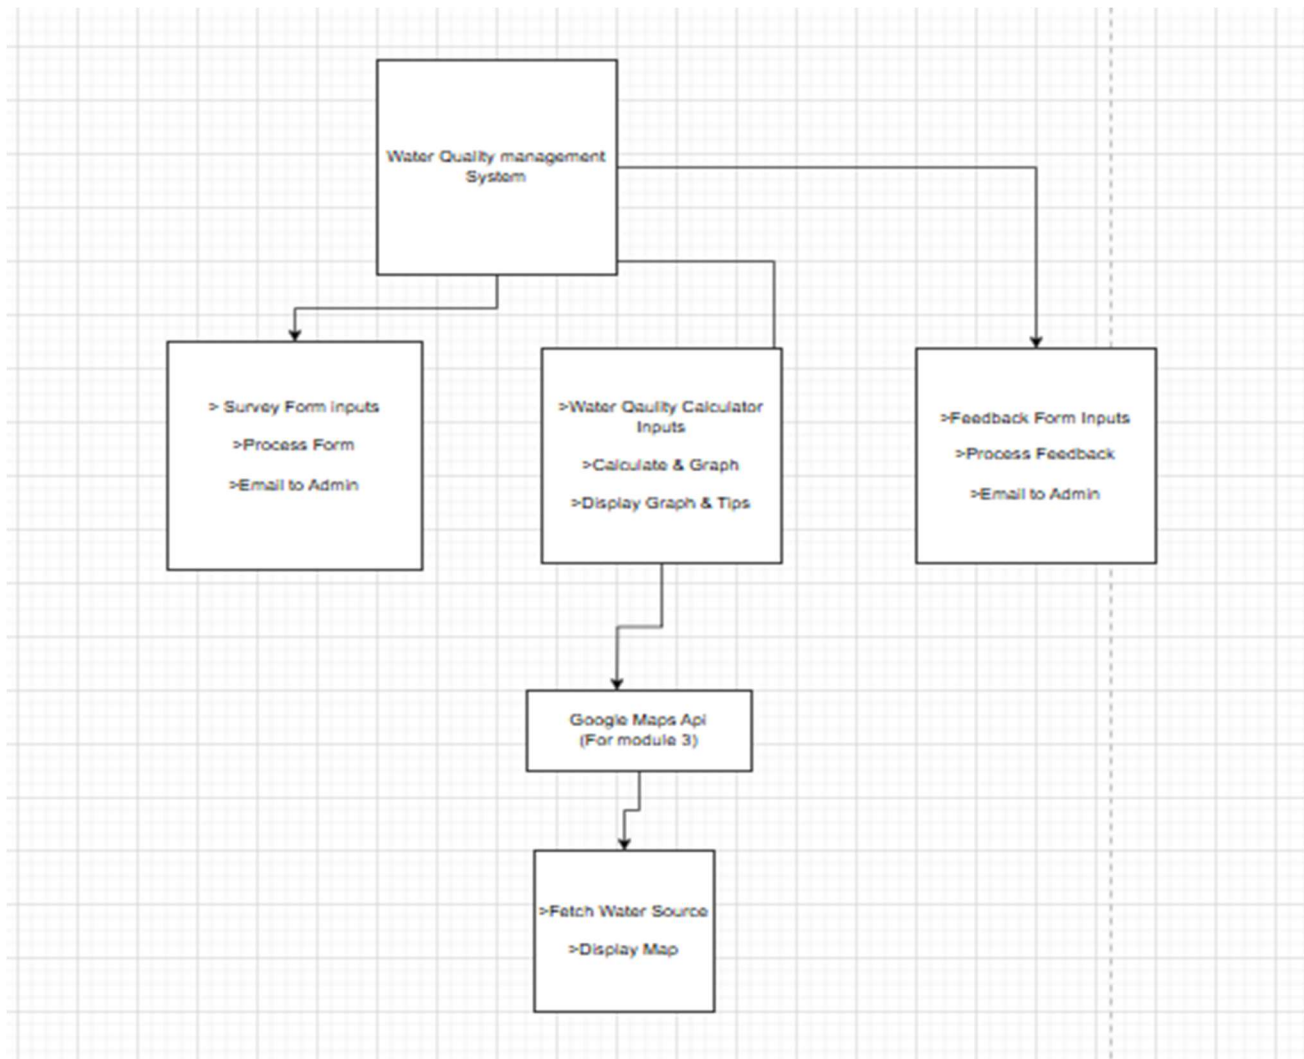 Water Quality management
System
> Survey Form inputs
>Process Form
>Email to Admin
>Water Qaulity Calculator
Inputs
>Calculate & Graph
>Display Graph & Tips
>Feedback Form Inputs
>Process Feedback
>Email to Admin
Google Maps Api
(For module 3)
>Fetch Water Source
>Display Map